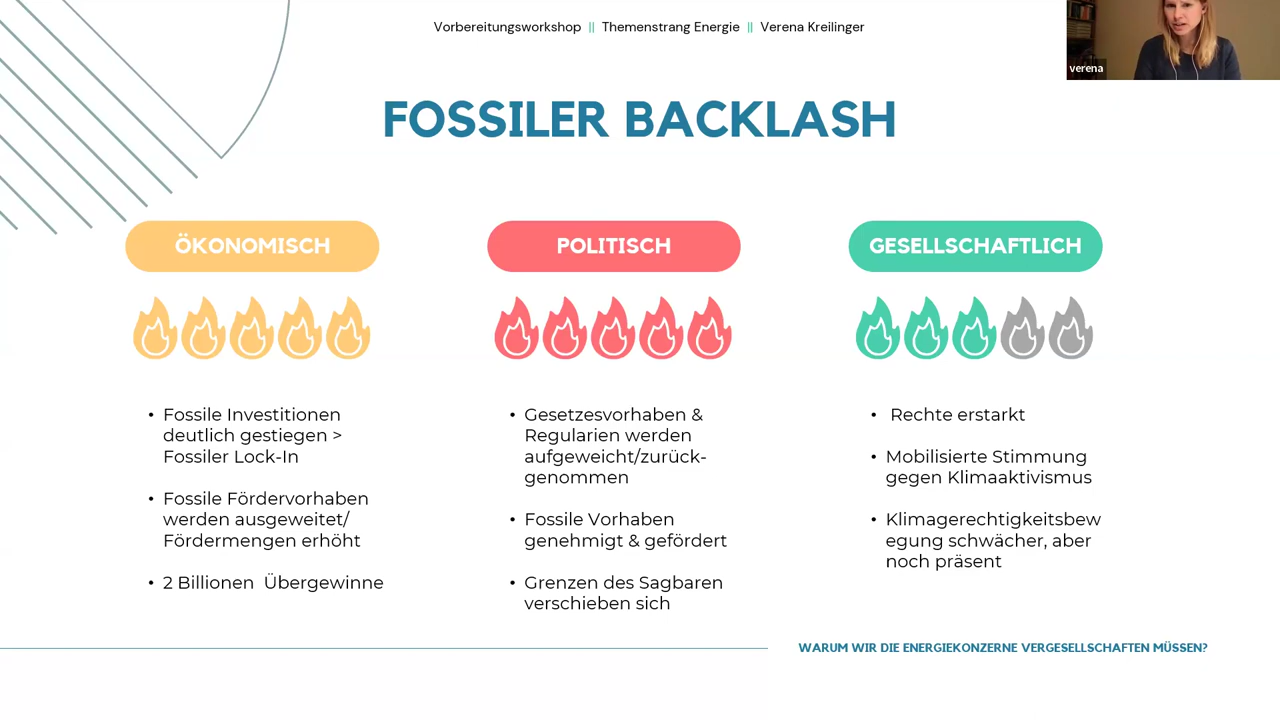 Vorbereitungsworkshop || Themenstrang Energie || Verena Kreilinger
verena
FOSSILER BACKLASH
ÖKONOMISCH
• Fossile Investitionen
deutlich gestiegen >
Fossiler Lock-In
• Fossile Fördervorhaben
werden ausgeweitet/
Fördermengen erhöht
• 2 Billionen Übergewinne
POLITISCH
• Gesetzesvorhaben &
Regularien werden
aufgeweicht/zurück-
genommen
• Fossile Vorhaben
genehmigt & gefördert
• Grenzen des Sagbaren
verschieben sich
GESELLSCHAFTLICH
• Rechte erstarkt
• Mobilisierte Stimmung
gegen Klimaaktivismus
• Klimagerechtigkeitsbew
egung schwächer, aber
noch präsent
WARUM WIR DIE ENERGIEKONZERNE VERGESELLSCHAFTEN MÜSSEN?